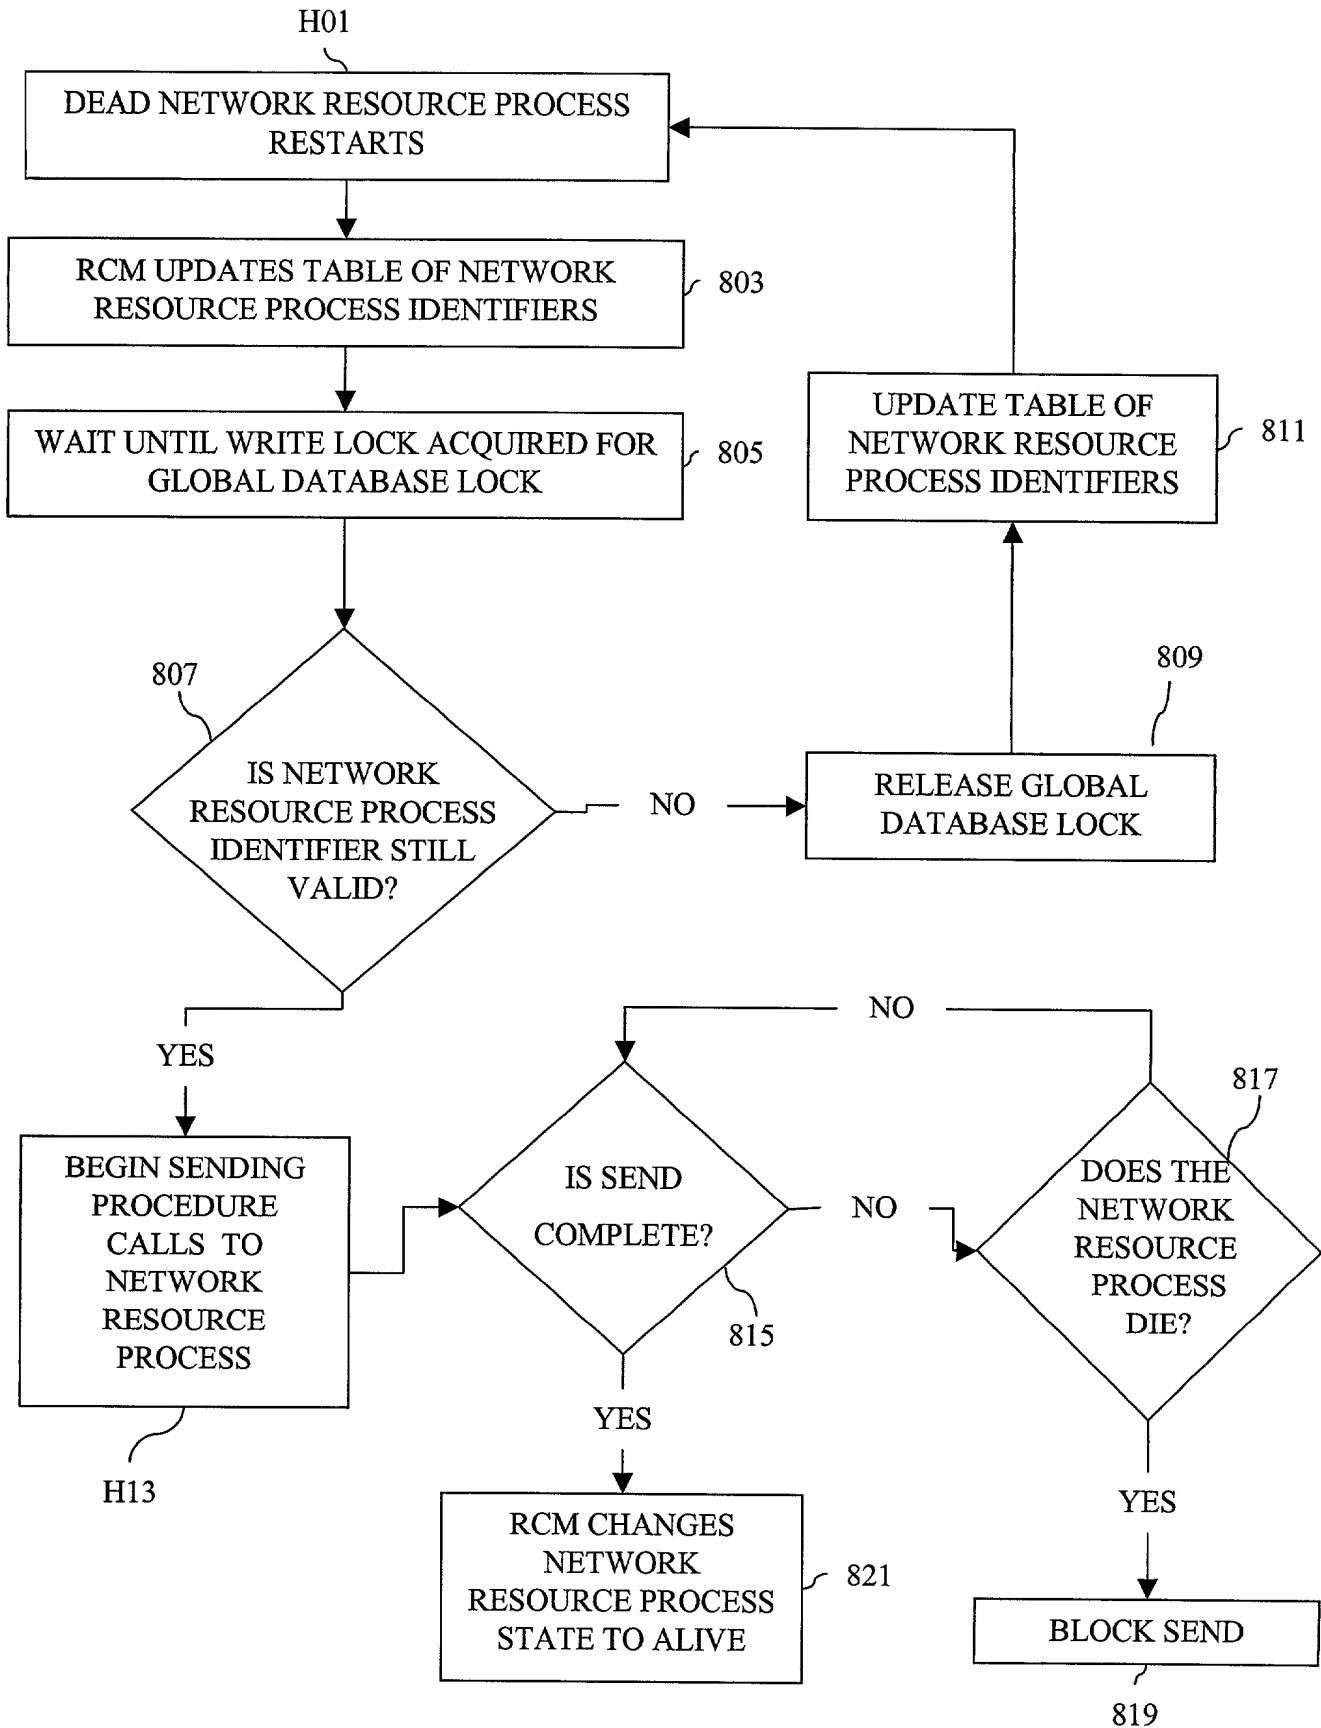 H01
DEAD NETWORK RESOURCE PROCESS
RESTARTS
RCM UPDATES TABLE OF NETWORK
RESOURCE PROCESS IDENTIFIERS
803
WAIT UNTIL WRITE LOCK ACQUIRED FOR
GLOBAL DATABASE LOCK
805
UPDATE TABLE OF
NETWORK RESOURCE
PROCESS IDENTIFIERS
811
807
IS NETWORK
RESOURCE PROCESS
IDENTIFIER STILL
VALID?
NO
809
RELEASE GLOBAL
DATABASE LOCK
YES
NO
BEGIN SENDING
PROCEDURE
CALLS TO
NETWORK
RESOURCE
PROCESS
H13
IS SEND
COMPLETE?
815
NO
817
DOES THE
NETWORK
RESOURCE
PROCESS
DIE?
YES
RCM CHANGES
NETWORK
RESOURCE PROCESS
STATE TO ALIVE
821
YES
BLOCK SEND
819